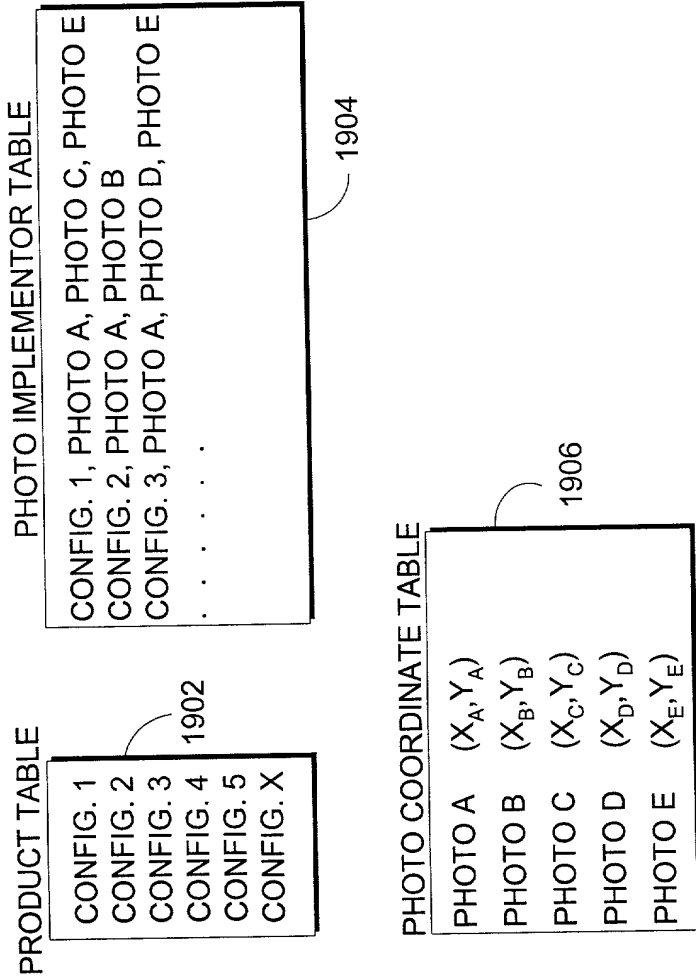 PRODUCT TABLE
CONFIG. 1
CONFIG. 2
CONFIG. 3
CONFIG. 4
CONFIG. 5
CONFIG. X
1902
PHOTO IMPLEMENTOR TABLE
CONFIG. 1, PHOTO A, PHOTO C, PHOTO E
CONFIG. 2, PHOTO A, PHOTO B
CONFIG. 3, PHOTO A, PHOTO D, PHOTO E
. . . . . . .
1904
PHOTO COORDINATE TABLE
PHOTO A (X_A,Y_A)
PHOTO B (X_B,Y_B)
PHOTO C (X_C,Y_C)
PHOTO D (X_D,Y_D)
PHOTO E (X_E,Y_E)
1906